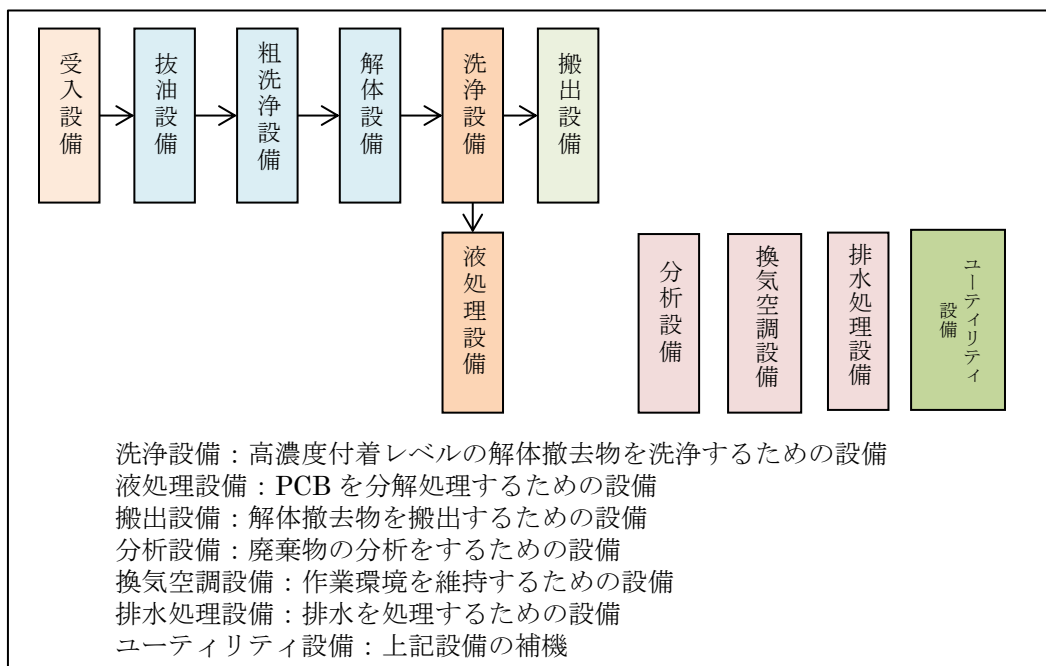 受入設備
抜油設備
粗洗浄設備
解体設備
洗浄設備
搬出設備
液処理設備
分析設備
換気空調設備
排水処理設備
ユーティリティ
設備
洗浄設備：高濃度付着レベルの解体撤去物を洗浄するための設備
液処理設備：PCB を分解処理するための設備
搬出設備：解体撤去物を搬出するための設備
分析設備：廃棄物の分析をするための設備
換気空調設備：作業環境を維持するための設備
排水処理設備：排水を処理するための設備
ユーティリティ設備：上記設備の補機